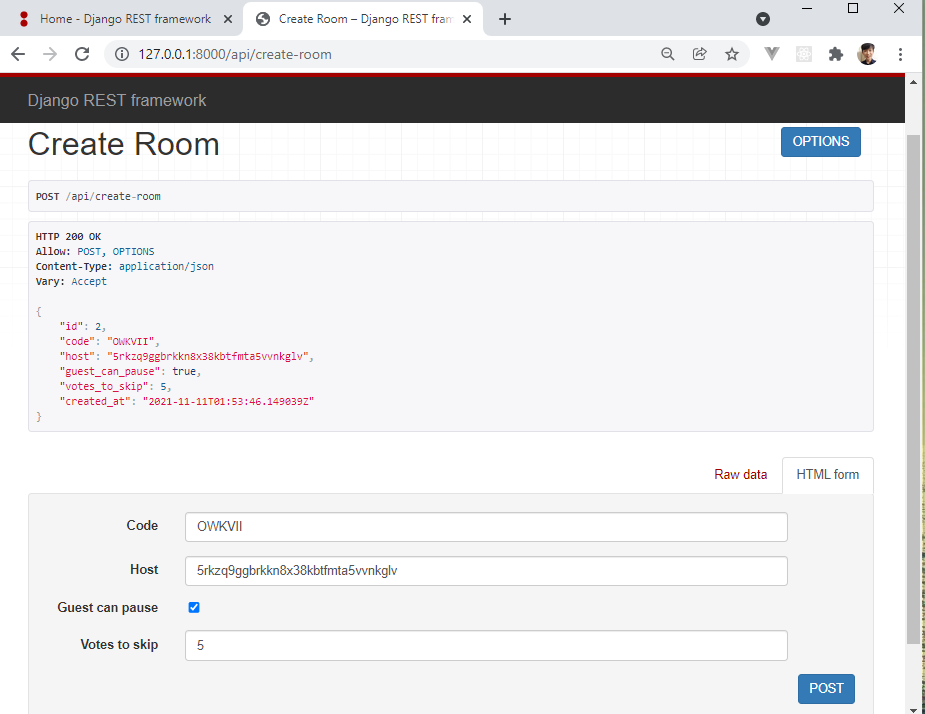 Home - Django REST framework
Create Room – Django REST fram
127.0.0.1:8000/api/create-room
Django REST framework
Create Room
OPTIONS
POST /api/create-room
HTTP 200 OK
Allow: POST, OPTIONS
Content-Type: application/json
Vary: Accept
{
"id": 2,
"code": "OWKVII",
"host": "5rkzq9ggbrkkn8x38kbtfmta5vvnkglv",
"guest_can_pause": true,
"votes_to_skip": 5,
"created_at": "2021-11-11T01:53:46.149039Z"
}
Raw data
HTML form
Code
OWKVII
Host
5rkzq9ggbrkkn8x38kbtfmta5vvnkglv
Guest can pause
Votes to skip
5
POST